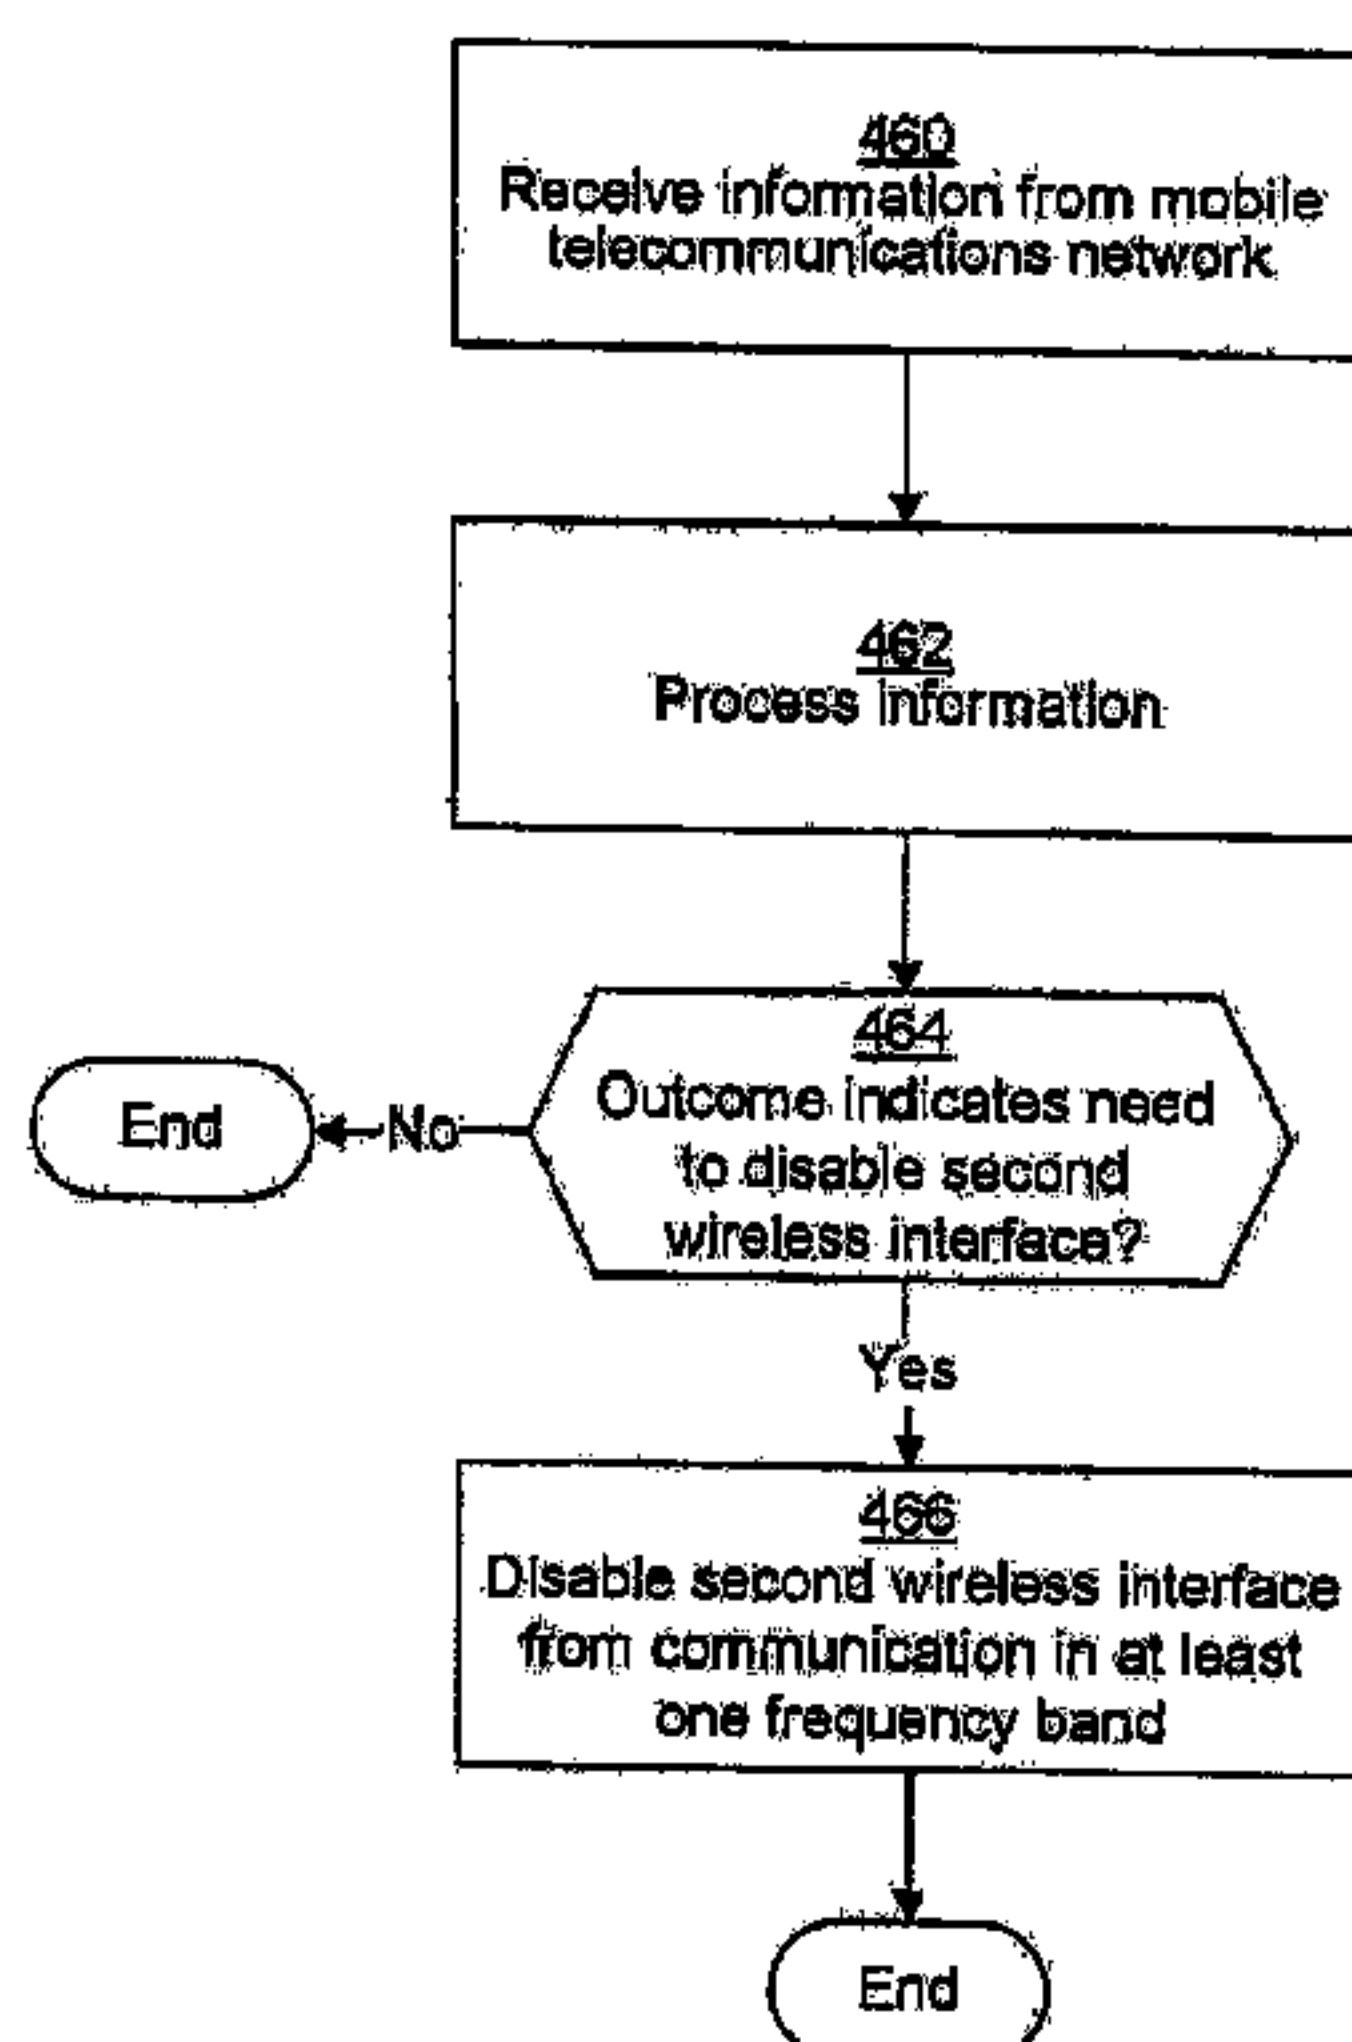 460
Receive information from mobile
telecommunications network
462
Process information
464
Outcome indicates need
to disable second
wireless interface?
End
No
Yes
466
Disable second wireless interface
from communication in at least
one frequency band
End